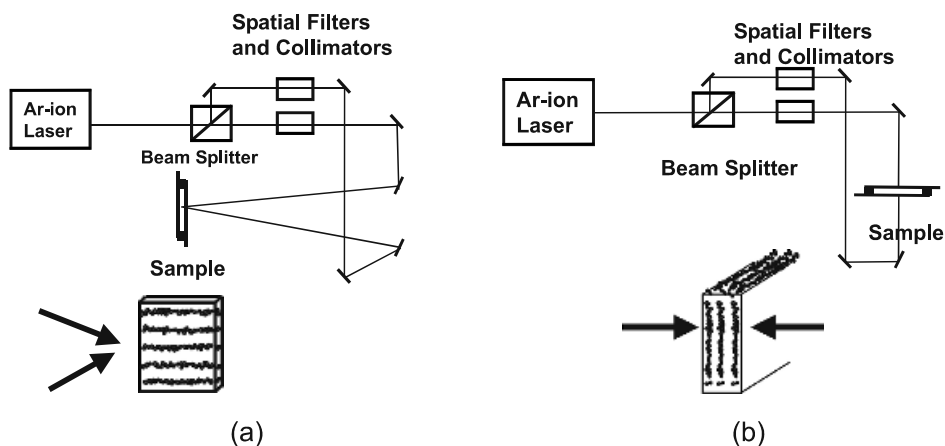 Spatial Filters
and Collimators
Ar-ion
Laser
Beam Splitter
Sample
(a)
Spatial Filters
and Collimators
Ar-ion
Laser
Beam Splitter
Sample
(b)